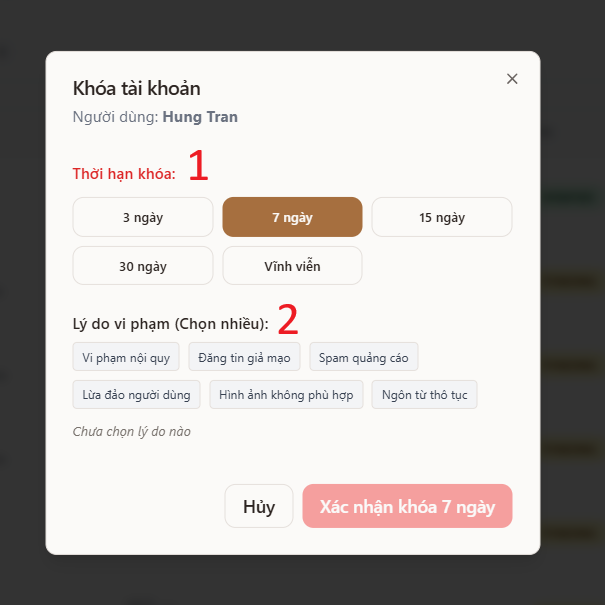 Khóa tài khoản
Người dùng: Hung Tran
Thời hạn khóa: 1
3 ngày 7 ngày 15 ngày
30 ngày Vĩnh viễn
Lý do vi phạm (Chọn nhiều): 2
Vi phạm nội quy Đăng tin giả mạo Spam quảng cáo
Lừa đảo người dùng Hình ảnh không phù hợp Ngôn từ thô tục
Chưa chọn lý do nào
Hủy Xác nhận khóa 7 ngày